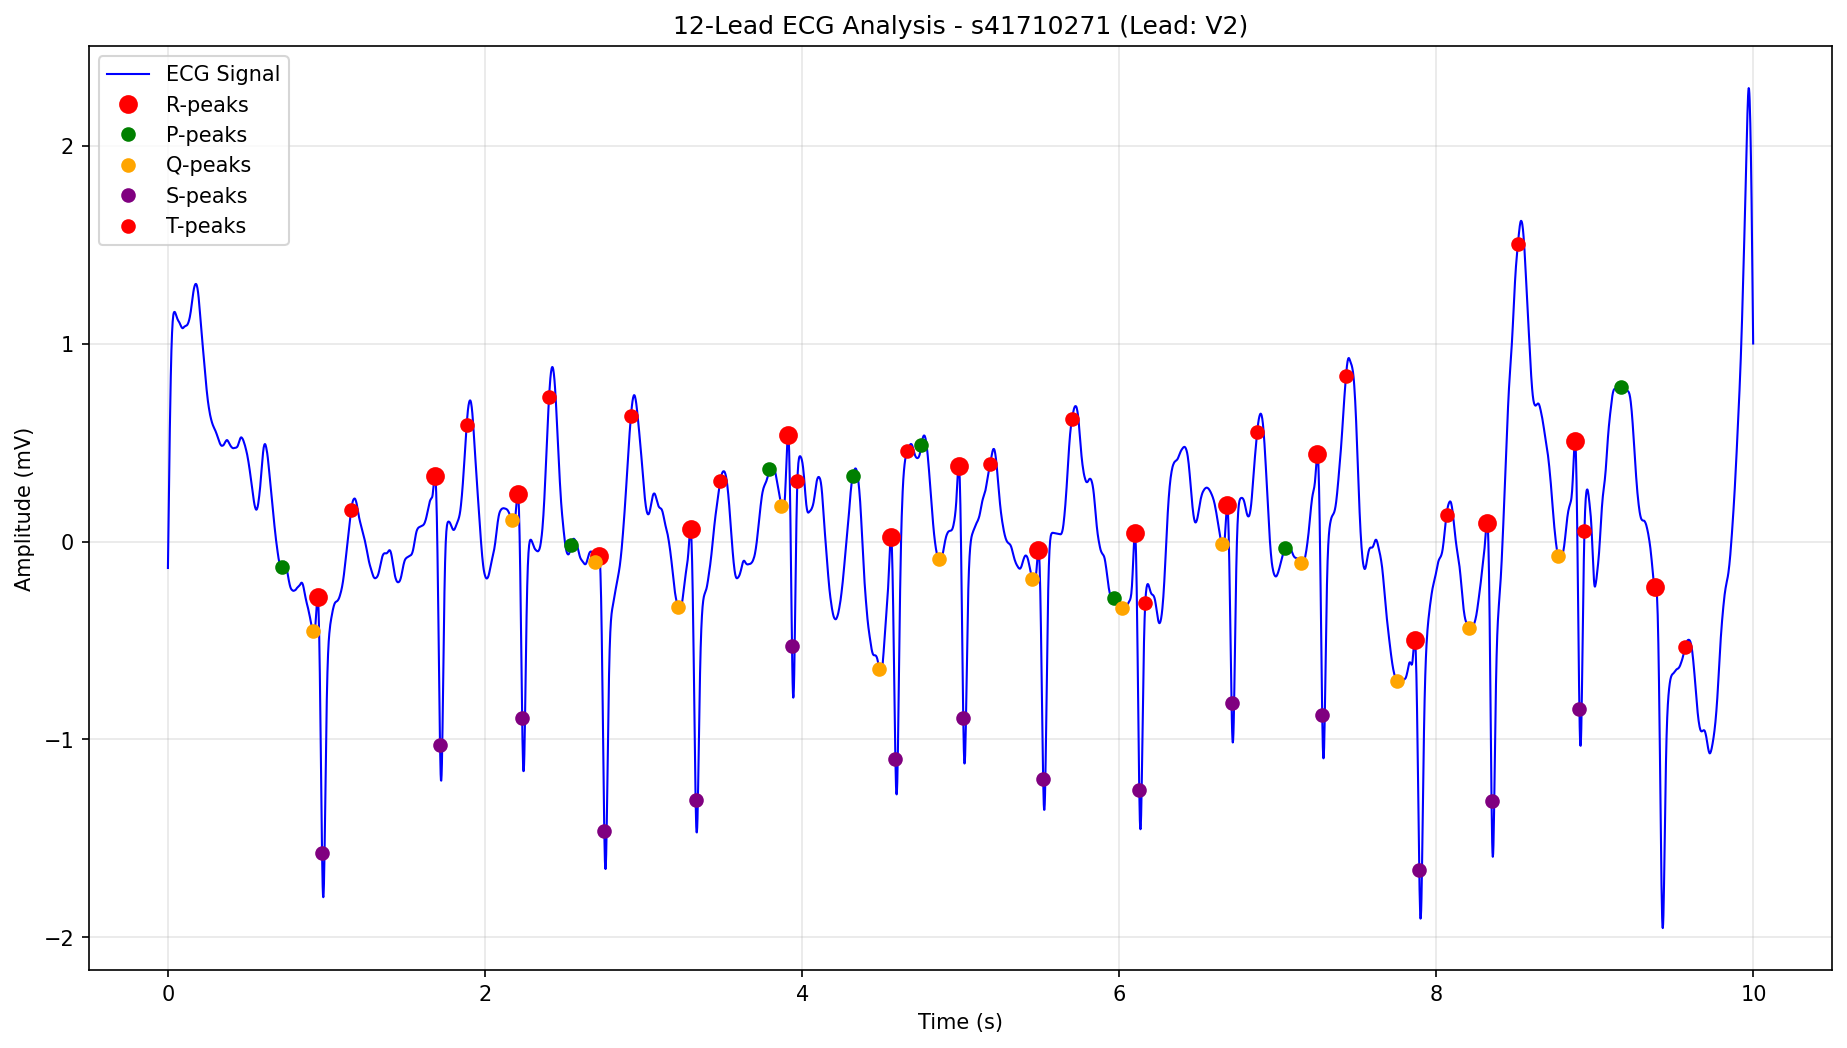 12-Lead ECG Analysis - s41710271 (Lead: V2)
ECG Signal
R-peaks
P-peaks
Q-peaks
S-peaks
T-peaks
Amplitude (mV)
2
1
0
−1
−2
0 2 4 6 8 10
Time (s)